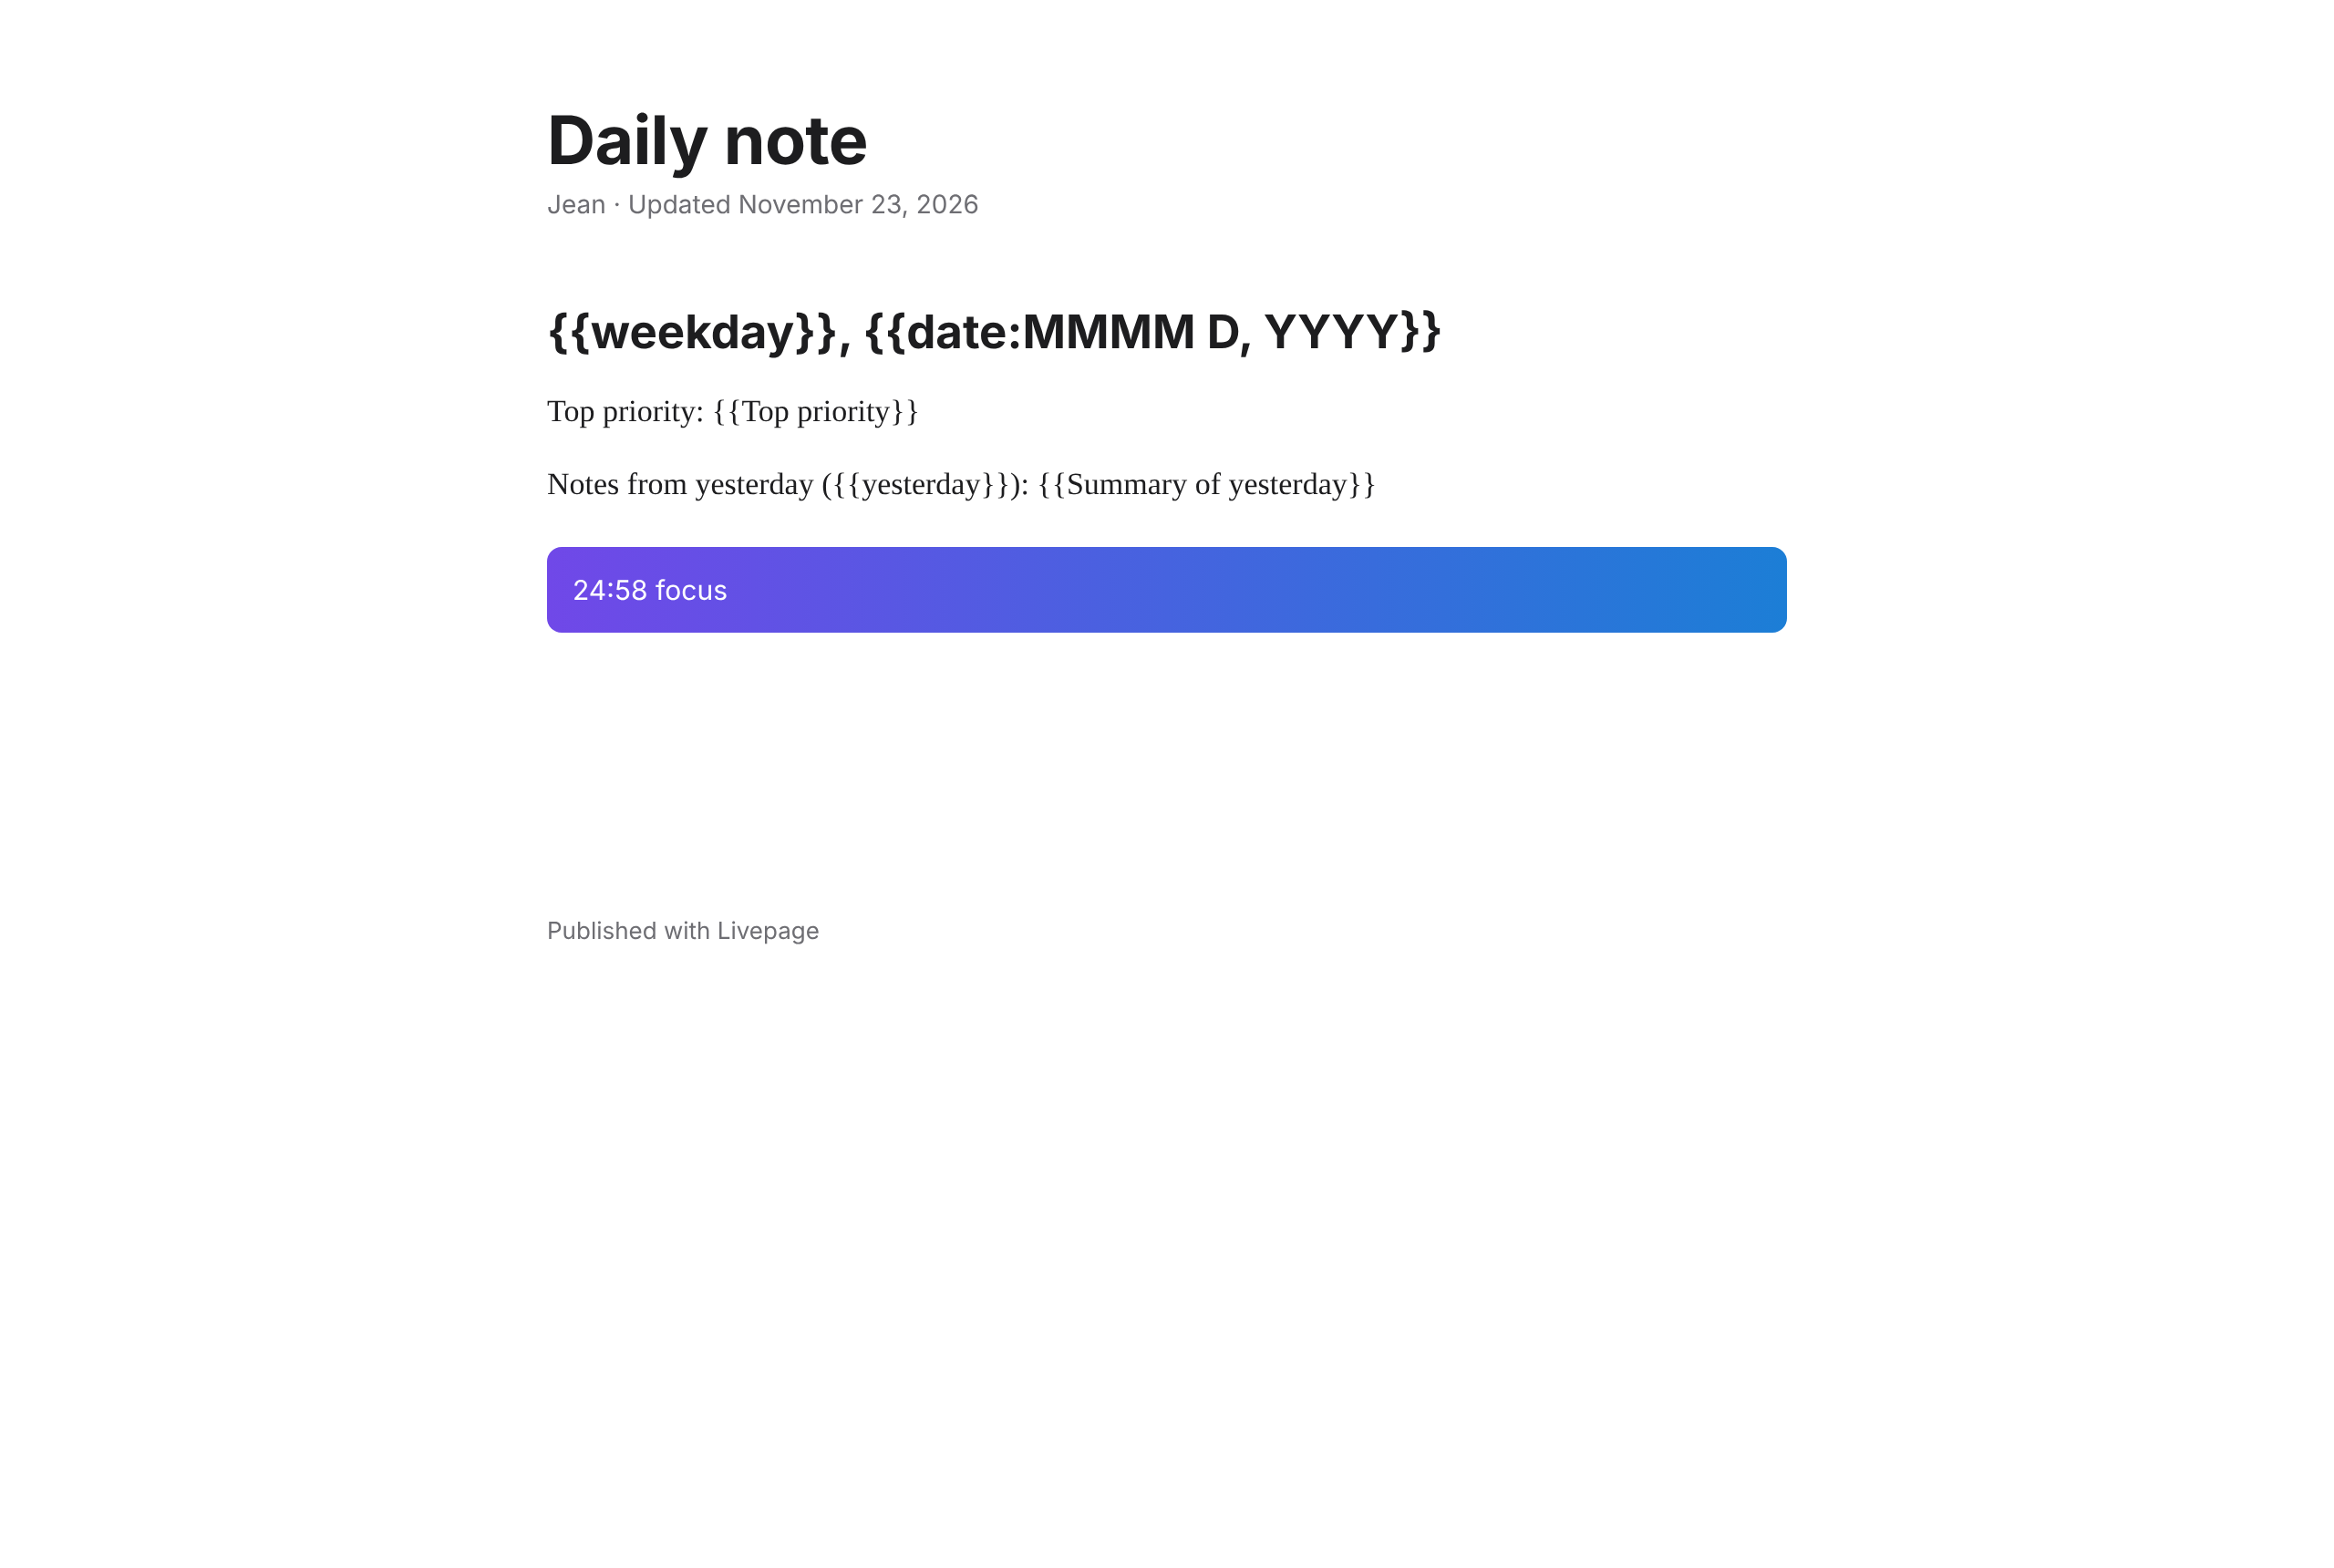 Daily note
Jean · Updated November 23, 2026
{{weekday}}, {{date:MMMM D, YYYY}}
Top priority: {{Top priority}}
Notes from yesterday ({{yesterday}}): {{Summary of yesterday}}
24:58 focus
Published with Livepage